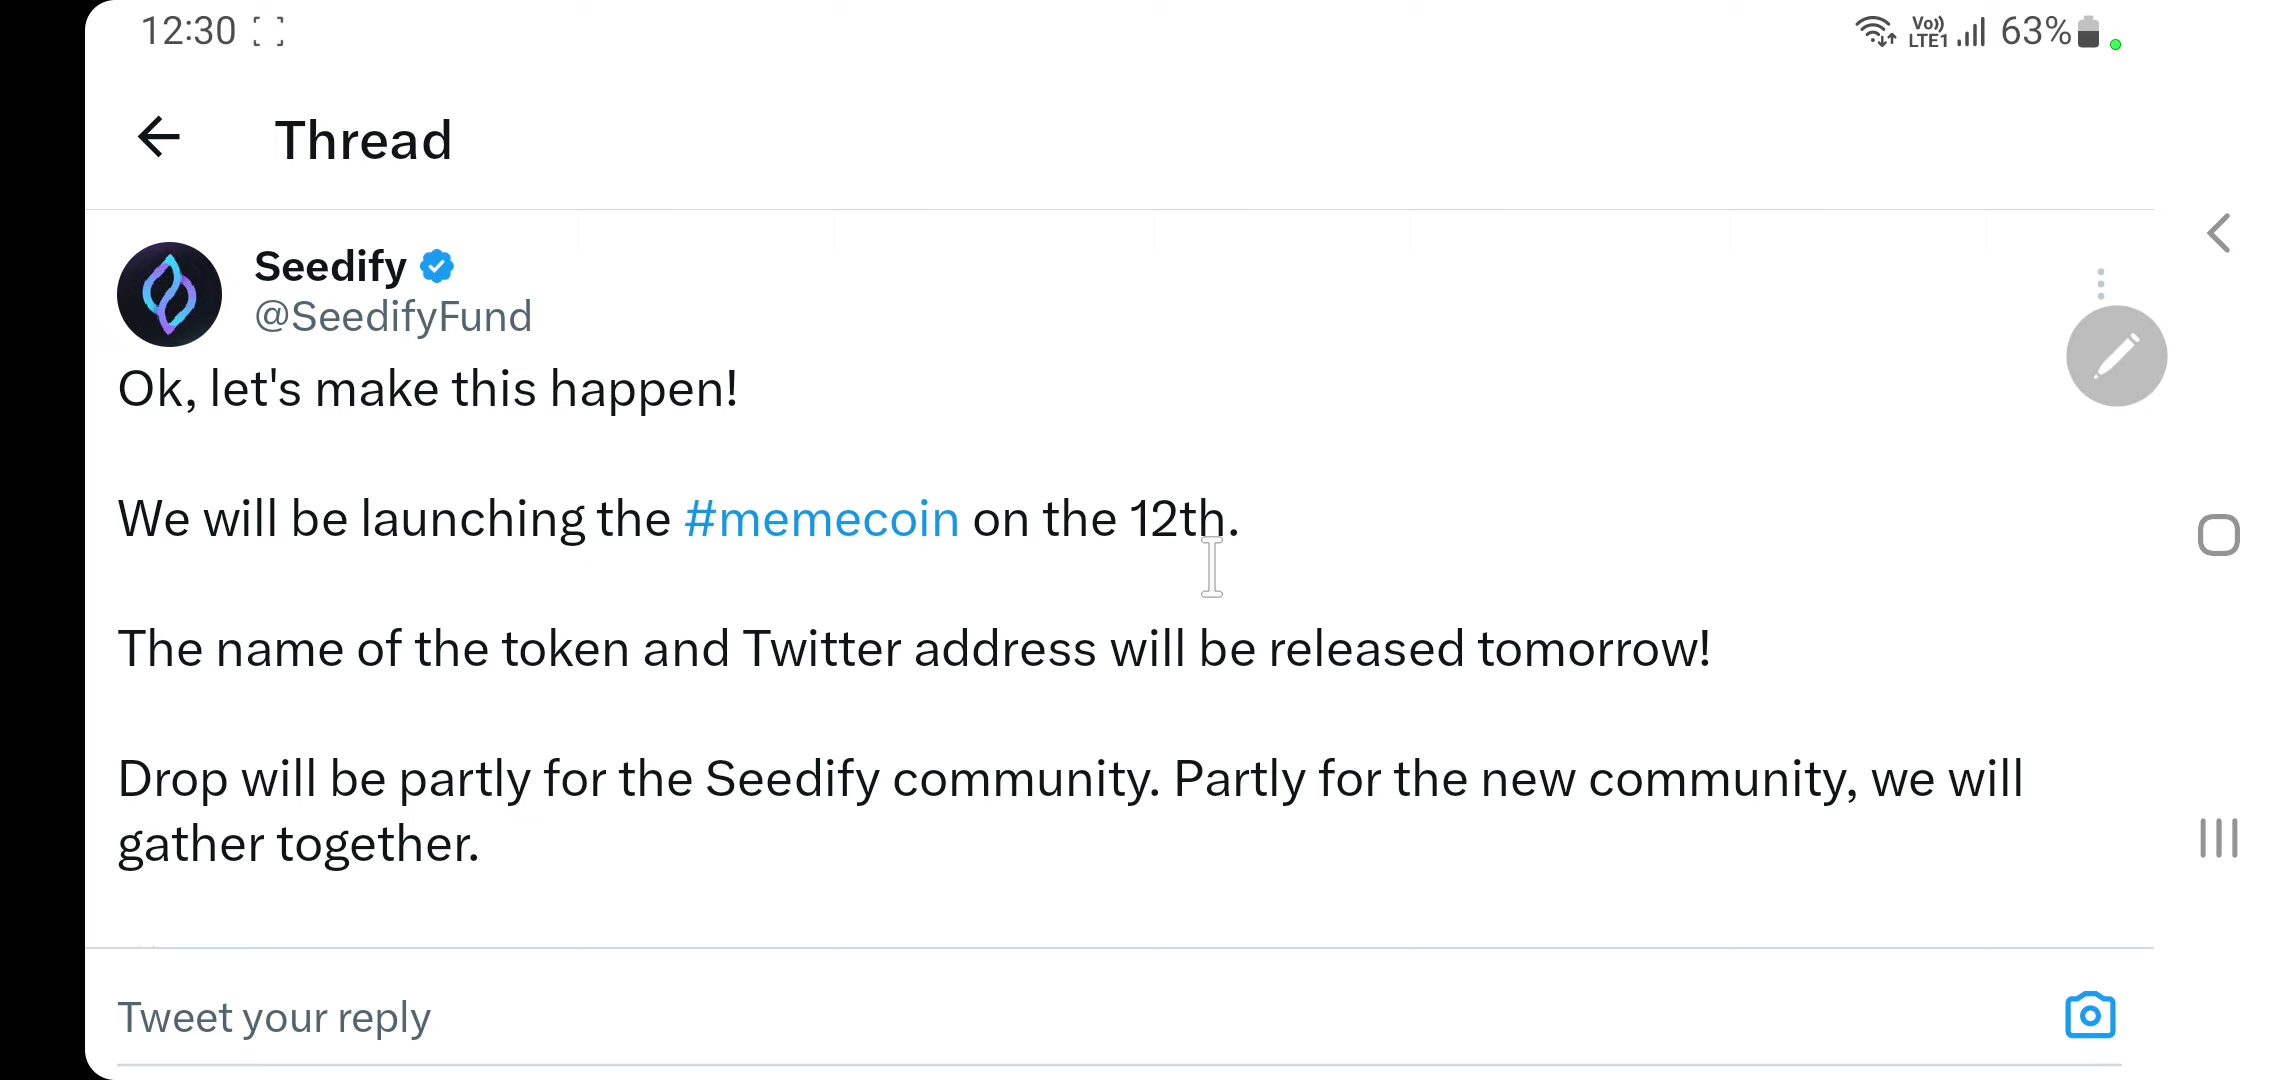 12:30
Vo))
LTE1
63%
Thread
Seedify
@SeedifyFund
Ok, let's make this happen!
We will be launching the #memecoin on the 12th.
The name of the token and Twitter address will be released tomorrow!
Drop will be partly for the Seedify community. Partly for the new community, we will
gather together.
Tweet your reply